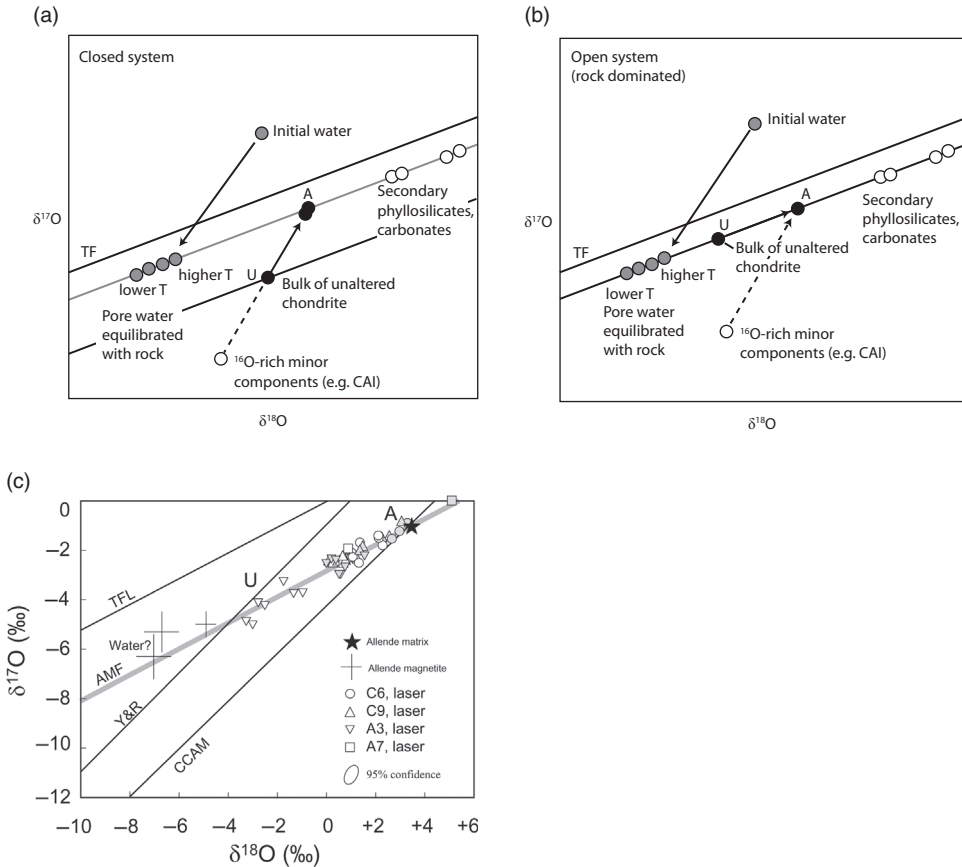 (a)
Closed system
Initial water
A
Secondary
phyllosilicates,
carbonates
δ¹⁷O
TF
higher T
lower T
U
Bulk of unaltered
chondrite
Pore water
equilibrated
with rock
¹⁶O-rich minor
components (e.g. CAI)
δ¹⁸O
(b)
Open system
(rock dominated)
Initial water
A
Secondary
phyllosilicates,
carbonates
δ¹⁷O
TF
U
Bulk of unaltered
chondrite
higher T
lower T
Pore water
equilibrated
with rock
¹⁶O-rich minor
components (e.g. CAI)
δ¹⁸O
(c)
0
–2
–4
–6
–8
–10
–12
δ¹⁷O (‰)
A
U
TFL
Water?
AMF
Y&R
CCAM
Allende matrix
Allende magnetite
C6, laser
C9, laser
A3, laser
A7, laser
95% confidence
–10
–8
–6
–4
–2
0
+2
+4
+6
δ¹⁸O (‰)